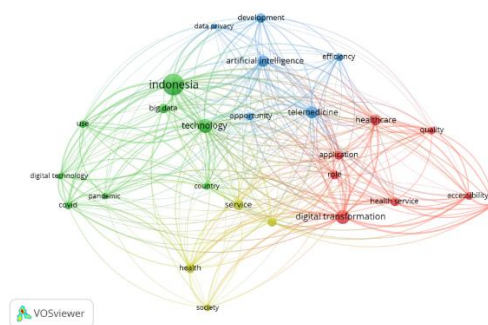 development
data privacy
artificial intelligence
efficiency
indonesia
big data
opportunity
telemedicine
healthcare
use
technology
quality
application
digital technology
role
country
pandemic
covid
service
health service
accessibility
digital transformation
health
society
VOSviewer